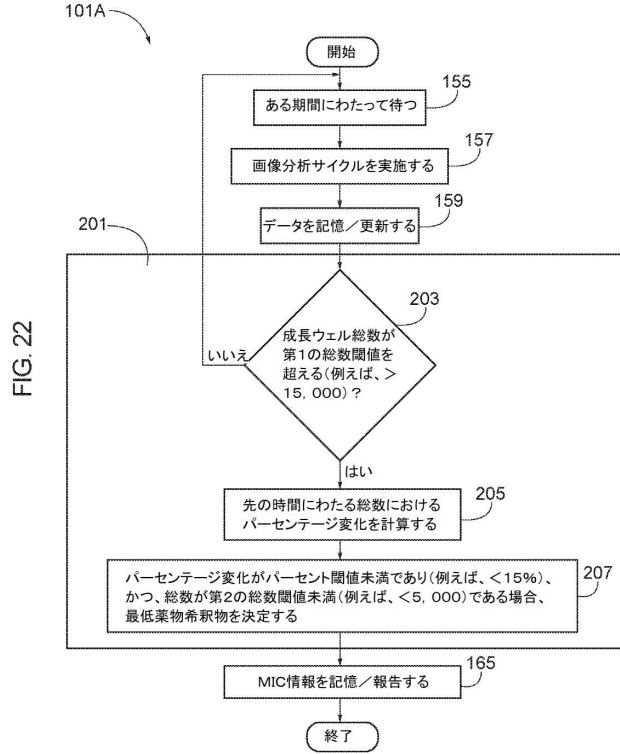 101A
開始
ある期間にわたって待つ
155
画像分析サイクルを実施する
157
データを記憶／更新する
159
201
203
成長ウェル総数が
第1の総数閾値を
超える（例えば、＞
15，000）？
いいえ
はい
先の時間にわたる総数における
パーセンテージ変化を計算する
205
パーセンテージ変化がパーセント閾値未満であり（例えば、＜15％）、
かつ、総数が第2の総数閾値未満（例えば、＜5，000）である場合、
最低薬物希釈物を決定する
207
MIC情報を記憶／報告する
165
終了
FIG. 22